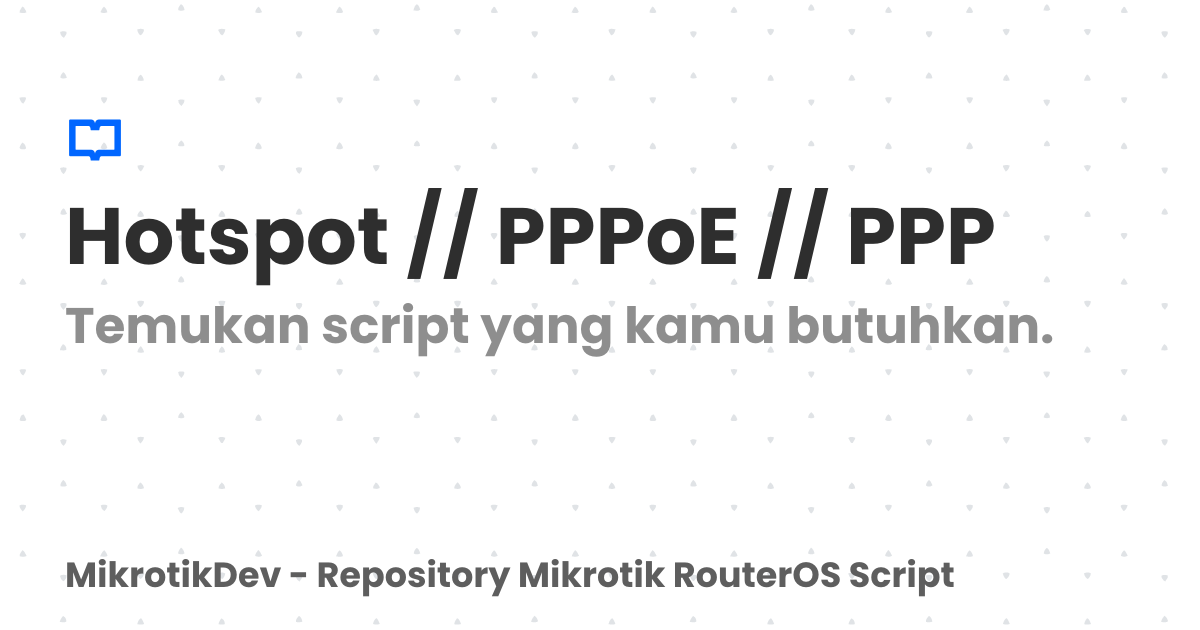 Hotspot // PPPoE // PPP
Temukan script yang kamu butuhkan.
MikrotikDev - Repository Mikrotik RouterOS Script